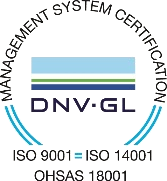 MANAGEMENT SYSTEM CERTIFICATION
DNV·GL
ISO 9001 = ISO 14001
OHSAS 18001